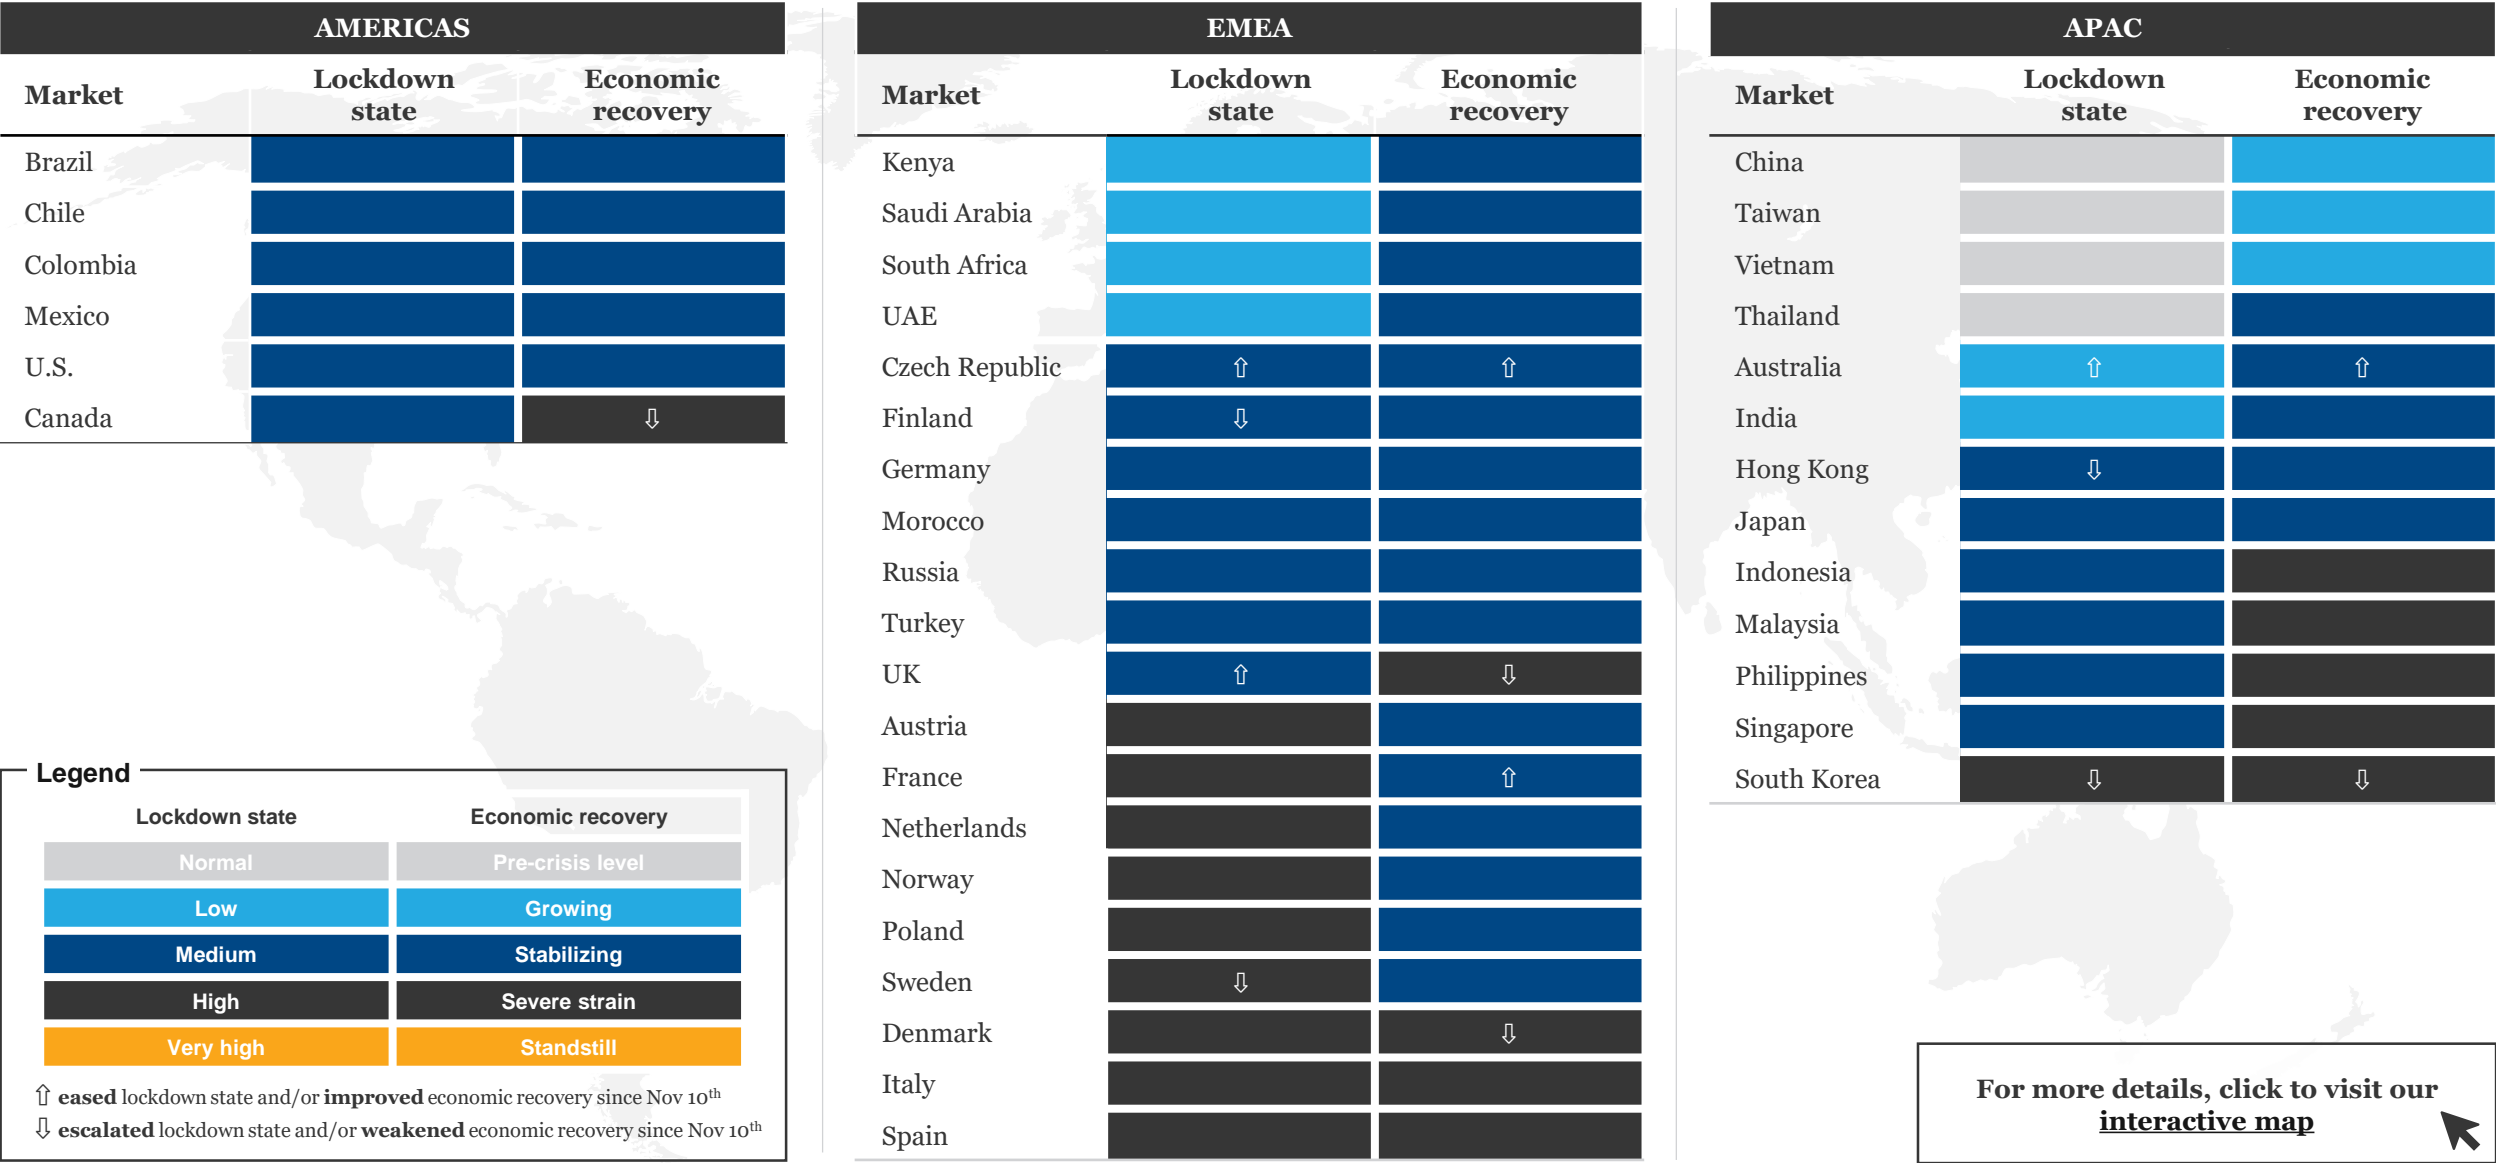 AMERICAS
Market
Lockdown
state
Economic
recovery
Brazil
Chile
Colombia
Mexico
U.S.
Canada ⇩
EMEA
Market
Lockdown
state
Economic
recovery
Kenya
Saudi Arabia
South Africa
UAE
Czech Republic ⇧ ⇧
Finland ⇩
Germany
Morocco
Russia
Turkey
UK ⇧ ⇩
Austria
France ⇧
Netherlands
Norway
Poland
Sweden ⇩
Denmark ⇩
Italy
Spain
APAC
Market
Lockdown
state
Economic
recovery
China
Taiwan
Vietnam
Thailand
Australia ⇧ ⇧
India
Hong Kong ⇩
Japan
Indonesia
Malaysia
Philippines
Singapore
South Korea ⇩ ⇩
Legend
Lockdown state Economic recovery
Normal Pre-crisis level
Low Growing
Medium Stabilizing
High Severe strain
Very high Standstill
⇧ eased lockdown state and/or improved economic recovery since Nov 10th
⇩ escalated lockdown state and/or weakened economic recovery since Nov 10th
For more details, click to visit our
interactive map